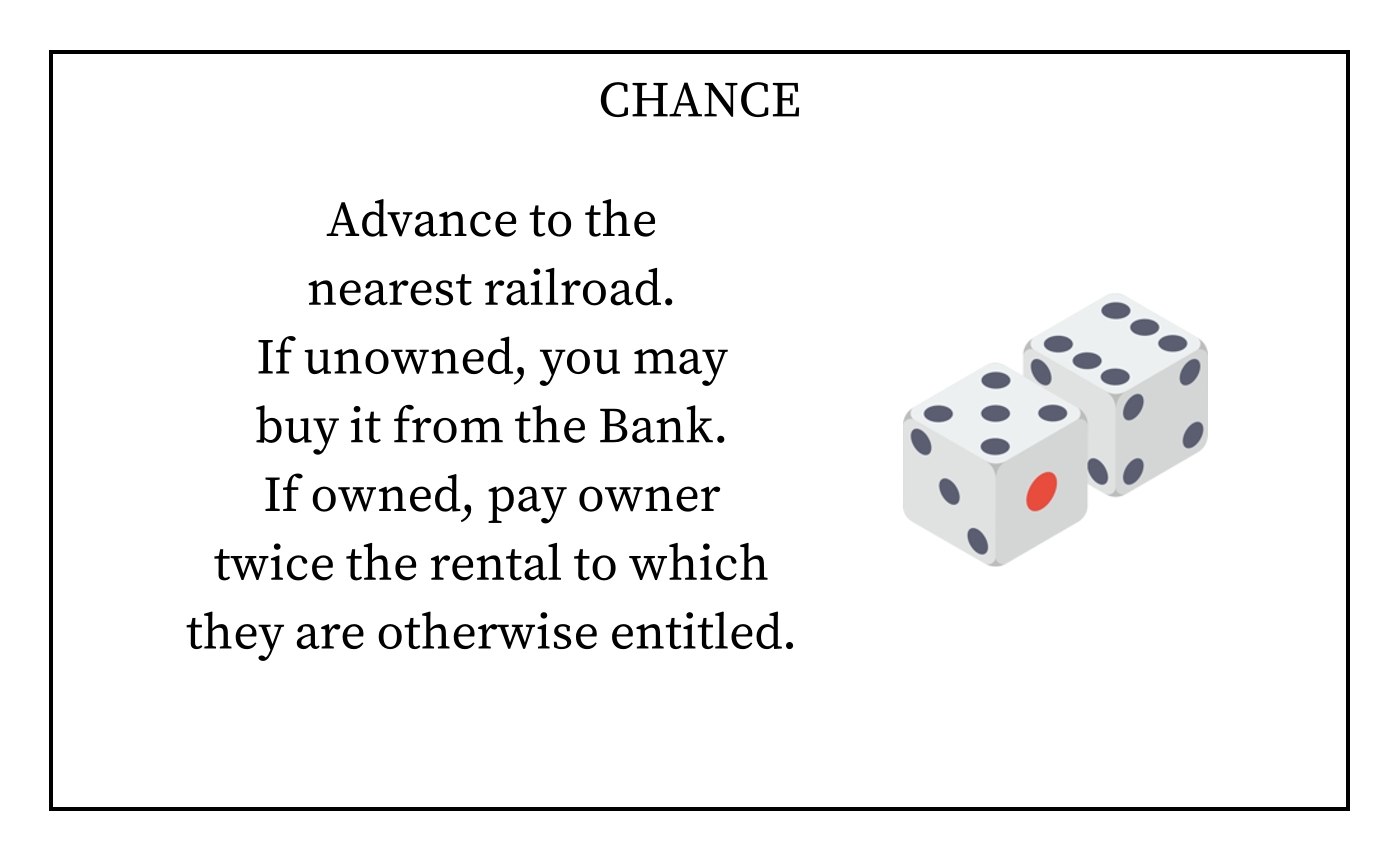 CHANCE
Advance to the
nearest railroad.
If unowned, you may
buy it from the Bank.
If owned, pay owner
twice the rental to which
they are otherwise entitled.